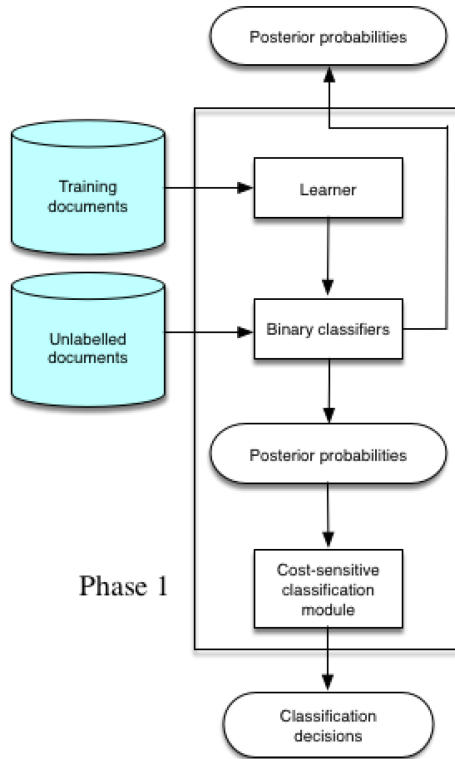 Posterior probabilities
Training
documents
Learner
Unlabelled
documents
Binary classifiers
Posterior probabilities
Phase 1
Cost-sensitive
classification
module
Classification
decisions